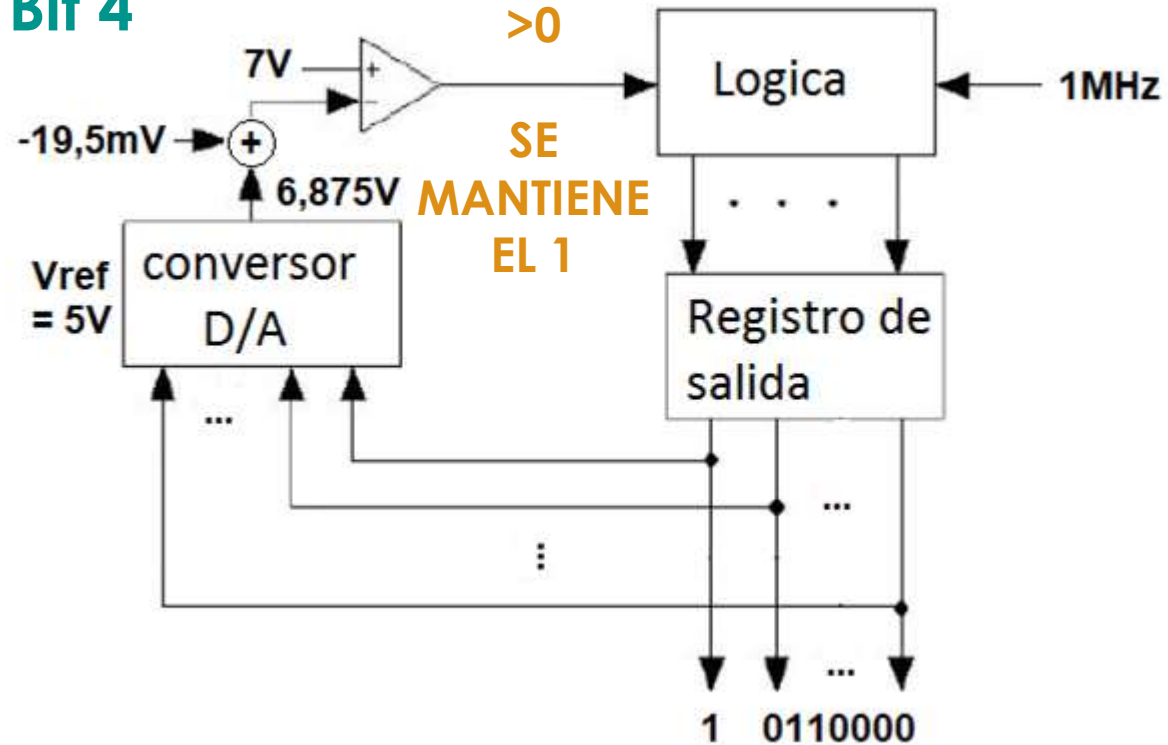 Bit 4
>0
7V
+
−
Logica
1MHz
-19,5mV
+
SE
MANTIENE
EL 1
6,875V
. . .
Vref
= 5V
conversor
D/A
Registro de
salida
...
...
...
...
1 0110000